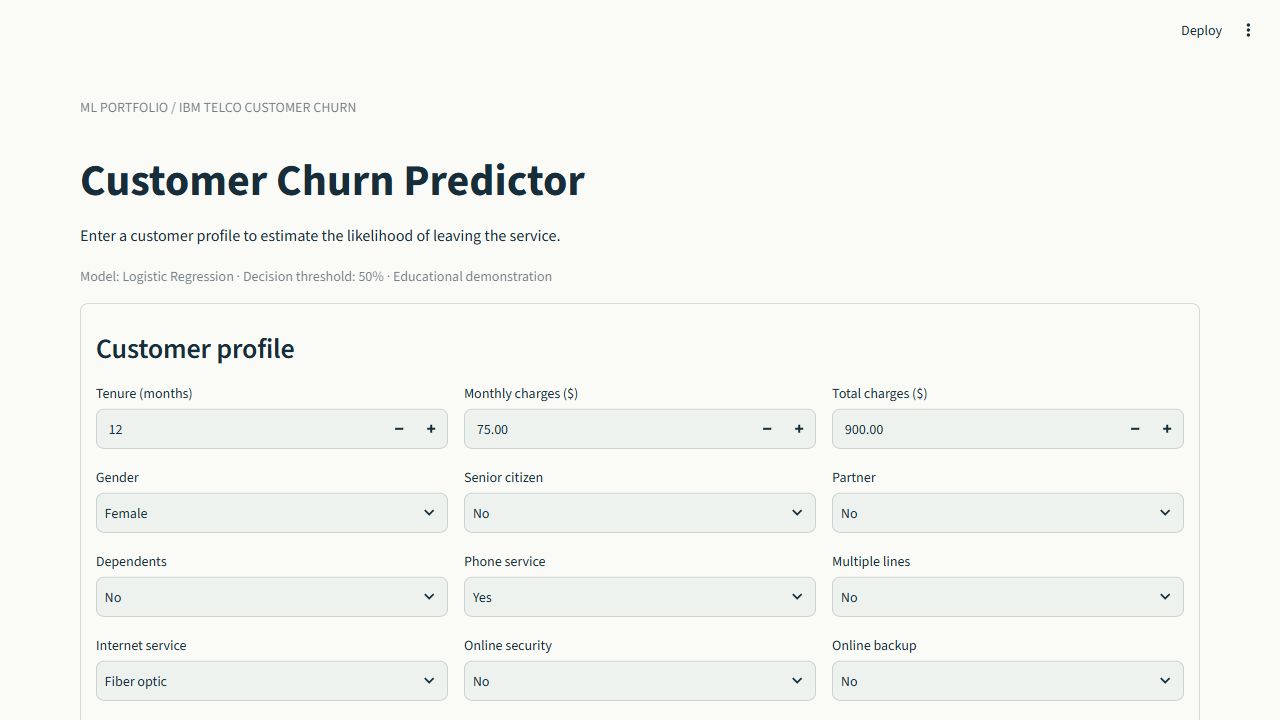 Deploy
ML PORTFOLIO / IBM TELCO CUSTOMER CHURN
Customer Churn Predictor
Enter a customer profile to estimate the likelihood of leaving the service.
Model: Logistic Regression · Decision threshold: 50% · Educational demonstration
Customer profile
Tenure (months) Monthly charges ($) Total charges ($)
12 75.00 900.00
Gender Senior citizen Partner
Female No No
Dependents Phone service Multiple lines
No Yes No
Internet service Online security Online backup
Fiber optic No No